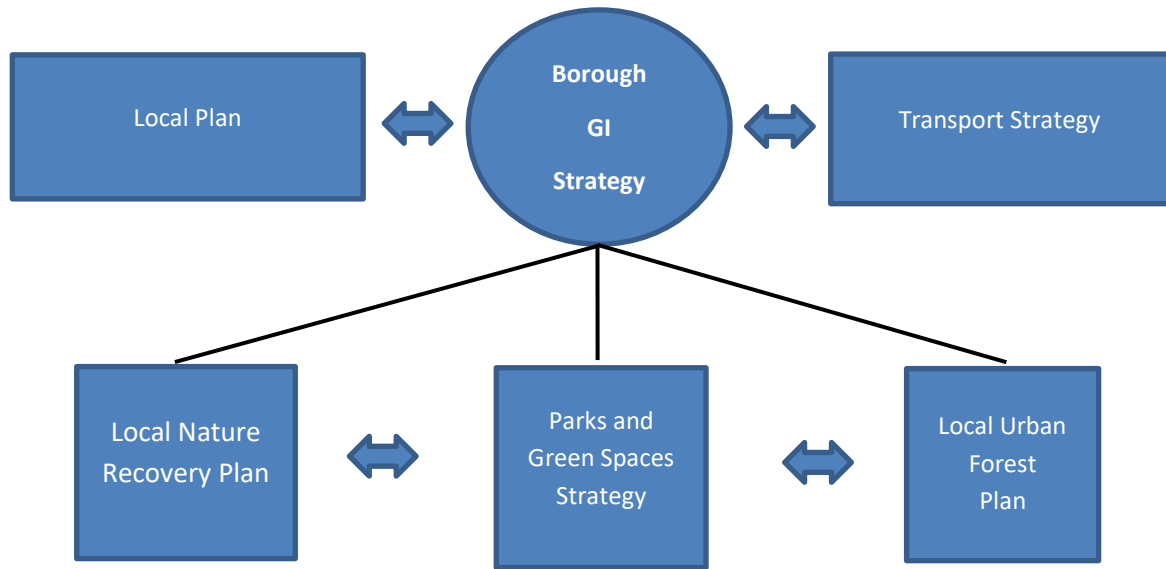 Local Plan
Borough
GI
Strategy
Transport Strategy
Local Nature
Recovery Plan
Parks and
Green Spaces
Strategy
Local Urban
Forest
Plan